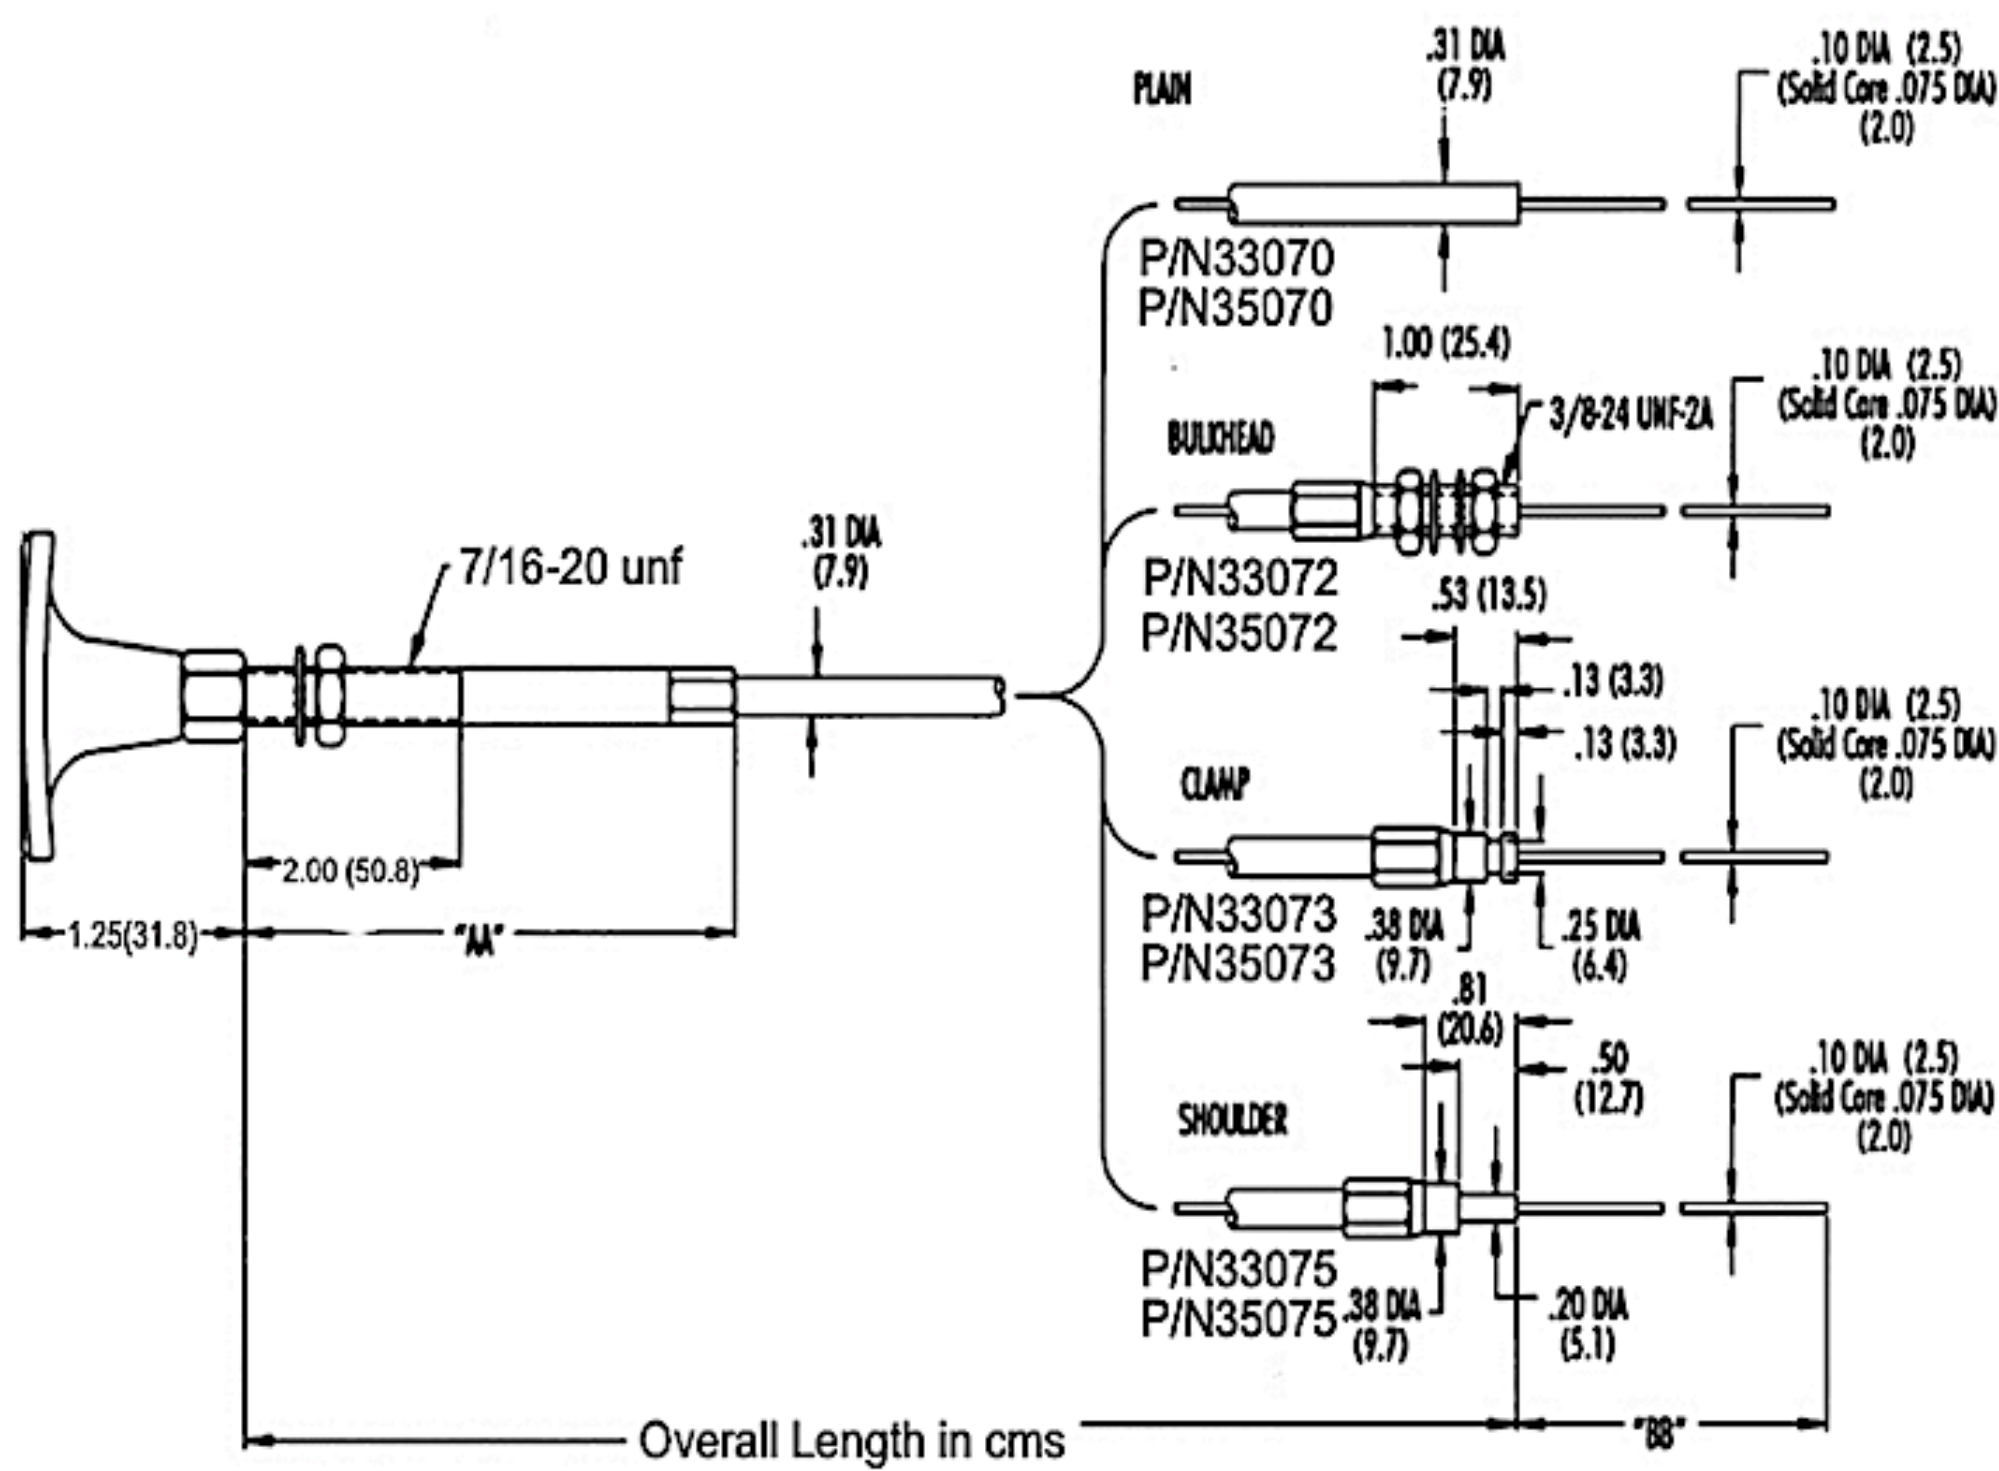 PLAIN
.31 DIA
(7.9)
.10 DIA (2.5)
(Solid Core .075 DIA)
(2.0)
P/N33070
P/N35070
1.00 (25.4)
3/8-24 UNF-2A
.10 DIA (2.5)
(Solid Core .075 DIA)
(2.0)
BULKHEAD
P/N33072
P/N35072
7/16-20 unf
.31 DIA
(7.9)
.53 (13.5)
.13 (3.3)
.13 (3.3)
.10 DIA (2.5)
(Solid Core .075 DIA)
(2.0)
CLAMP
P/N33073
P/N35073
.38 DIA
(9.7)
.25 DIA
(6.4)
2.00 (50.8)
1.25(31.8)
"AA"
.81
(20.6)
.50
(12.7)
.10 DIA (2.5)
(Solid Core .075 DIA)
(2.0)
SHOULDER
P/N33075
P/N35075
.38 DIA
(9.7)
.20 DIA
(5.1)
Overall Length in cms
"BB"